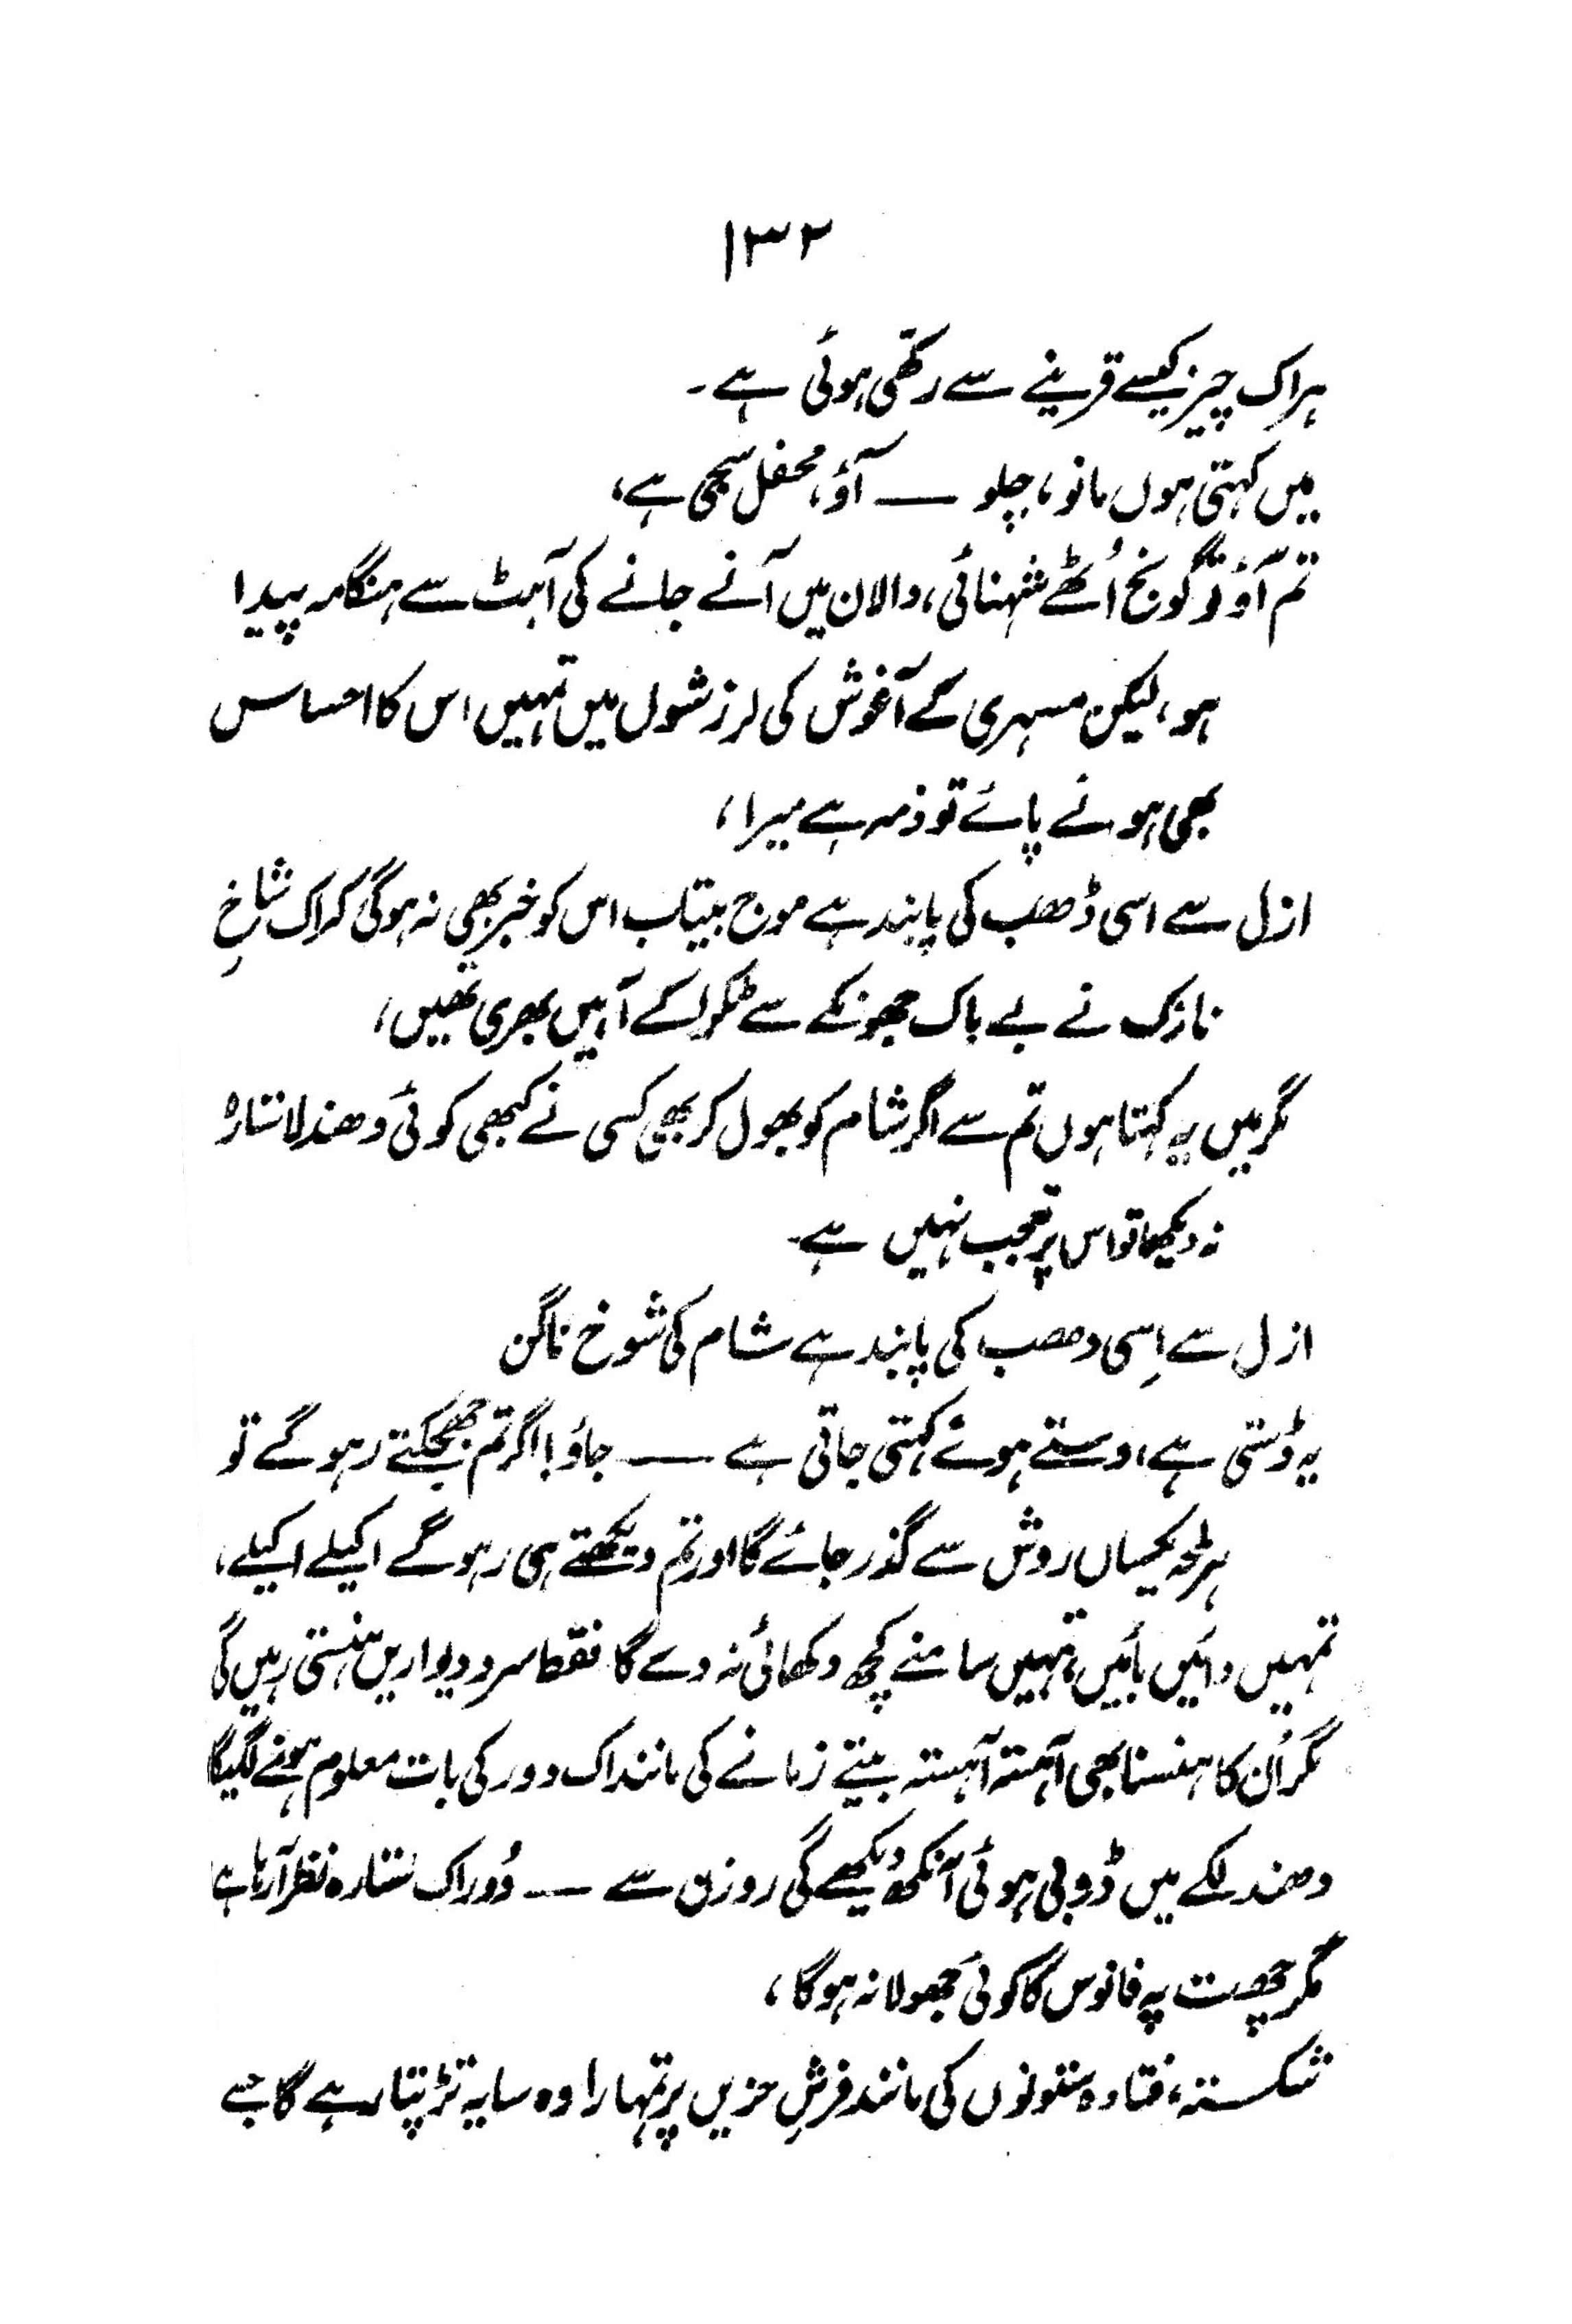 ۱۳۲
ہر اک چیز کیسے قرینے سے رکھی ہوئی ہے۔
میں کہتی ہوں مانو، چلو — آؤ، محفل سجی ہے،
تم آؤ تو گونج اُٹھے شہنائی، دالان میں آنے جانے کی آہٹ سے ہنگامہ پیدا
ہو، لیکن مسہری کے آغوش کی لرزشوں میں تمہیں اس کا احساس
بھی ہونے پائے تو ذمہ ہے میرا،
ازل سے اسی ڈھب کی پابند ہے موج بیتاب اس کو خبر بھی نہ ہوگی کہ اک شاخِ
نازک نے بے باک جھونکے سے ٹکرا کے آہیں بھری تھیں،
مگر میں یہ کہتا ہوں تم سے اگر شام کو بھول کر بھی کسی نے کبھی کوئی دھندلا ستارہ
نہ دیکھا تو اس پر تعجب نہیں ہے۔
ازل سے اِسی ڈھب کی پابند ہے شام کی شوخ ناگن
یہ ڈستی ہے، ڈستے ہوئے کہتی جاتی ہے — جاؤ! اگر تم جھجکتے رہو گے تو
ہر لمحہ یکساں روش سے گذر جائے گا اور تم دیکھتے ہی رہو گے اکیلے اکیلے،
تمہیں دائیں بائیں، تمہیں سامنے کچھ دکھائی نہ دے گا فقط سرد دیواریں ہنستی رہیں گی
مگر اُن کا ہنسنا بھی آہستہ آہستہ بیتے زمانے کی مانند اک دور کی بات معلوم ہونے لگیگا
دھندلکے میں ڈوبی ہوئی آنکھ دیکھے گی روزن سے — دُور اک ستارہ نظر آ رہا ہے
مگر چھت پہ فانوس کا کوئی جھولا نہ ہوگا،
شکستہ، فتادہ ستونوں کی مانند فرشِ حزیں پر تمہارا وہ سایہ تڑپتا رہے گا جسے